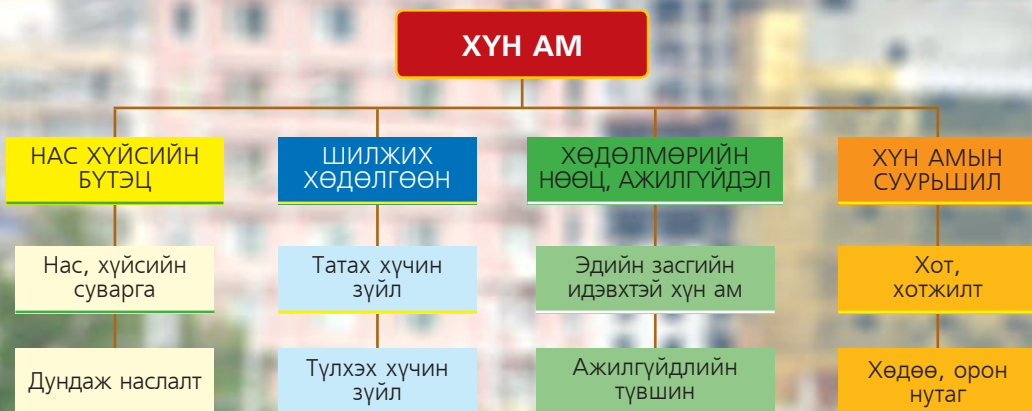 ХҮН АМ
НАС ХҮЙСИЙН
БҮТЭЦ
ШИЛЖИХ
ХӨДӨЛГӨӨН
ХӨДӨЛМӨРИЙН
НӨӨЦ, АЖИЛГҮЙДЭЛ
ХҮН АМЫН
СУУРЬШИЛ
Нас, хүйсийн
суварга
Татах хүчин
зүйл
Эдийн засгийн
идэвхтэй хүн ам
Хот,
хотжилт
Дундаж наслалт
Түлхэх хүчин
зүйл
Ажилгүйдлийн
түвшин
Хөдөө, орон
нутаг